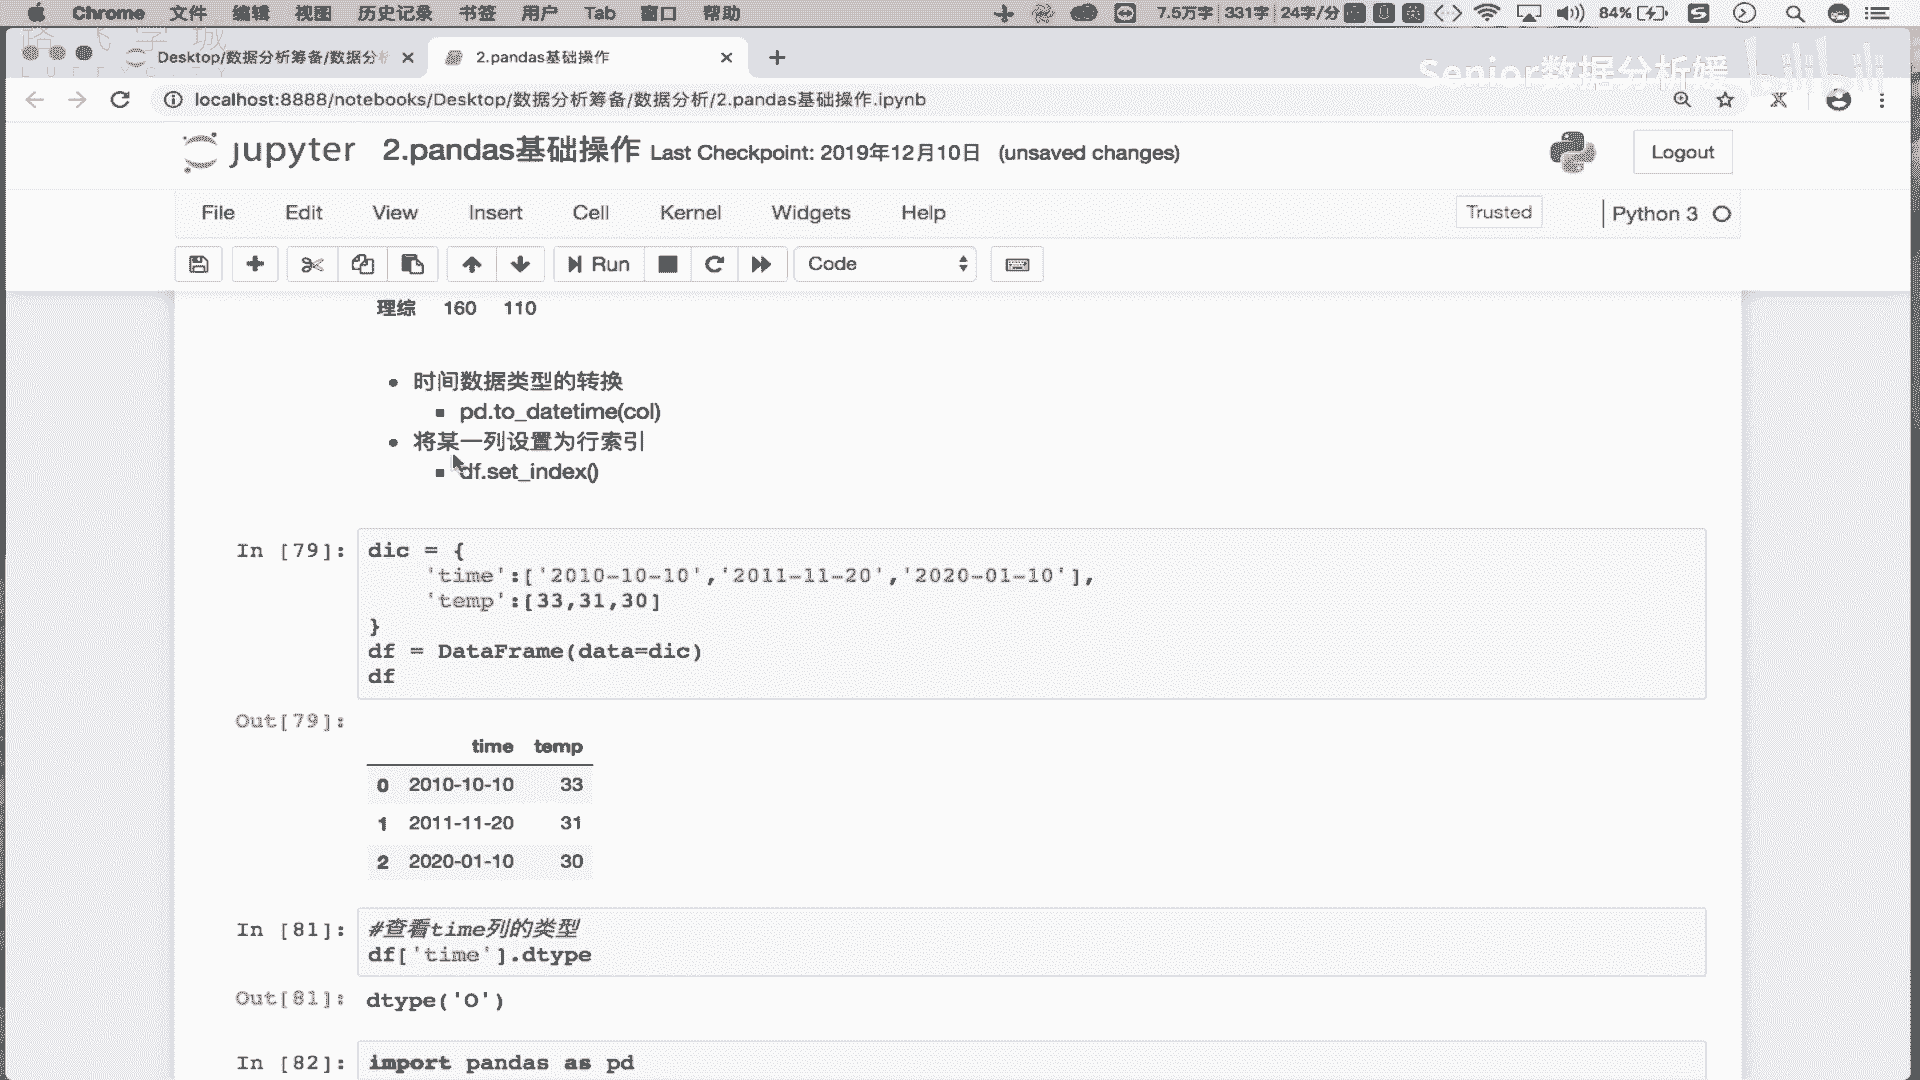 Chrome 文件 编辑 视图 历史记录 书签 用户 Tab 窗口 帮助 7.5万字 331字 24字/分 84%
Desktop/数据分析筹备/数据分析 2.pandas基础操作
Senior数据分析媛 bilibili
localhost:8888/notebooks/Desktop/数据分析筹备/数据分析/2.pandas基础操作.ipynb
jupyter 2.pandas基础操作 Last Checkpoint: 2019年12月10日 (unsaved changes) Logout
File Edit View Insert Cell Kernel Widgets Help Trusted Python 3
Run Code
理综 160 110
时间数据类型的转换
pd.to_datetime(col)
将某一列设置为行索引
df.set_index()
In [79]: dic = {
'time':['2010-10-10','2011-11-20','2020-01-10'],
'temp':[33,31,30]
}
df = DataFrame(data=dic)
df
Out[79]:
time temp
0 2010-10-10 33
1 2011-11-20 31
2 2020-01-10 30
In [81]: #查看time列的类型
df['time'].dtype
Out[81]: dtype('O')
In [82]: import pandas as pd